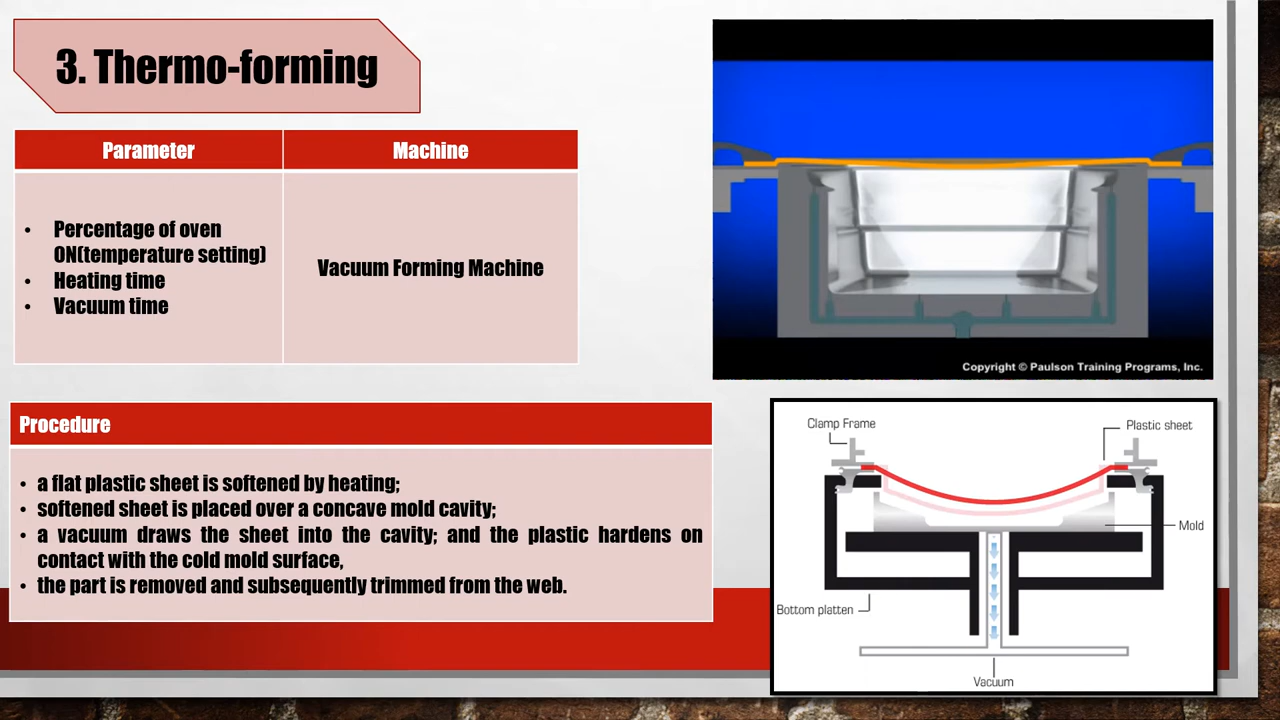 3. Thermo-forming
Parameter
Machine
• Percentage of oven
ON(temperature setting)
• Heating time
• Vacuum time
Vacuum Forming Machine
Copyright © Paulson Training Programs, Inc.
Procedure
• a flat plastic sheet is softened by heating;
• softened sheet is placed over a concave mold cavity;
• a vacuum draws the sheet into the cavity; and the plastic hardens on
contact with the cold mold surface,
• the part is removed and subsequently trimmed from the web.
Clamp Frame
Plastic sheet
Mold
Bottom platten
Vacuum